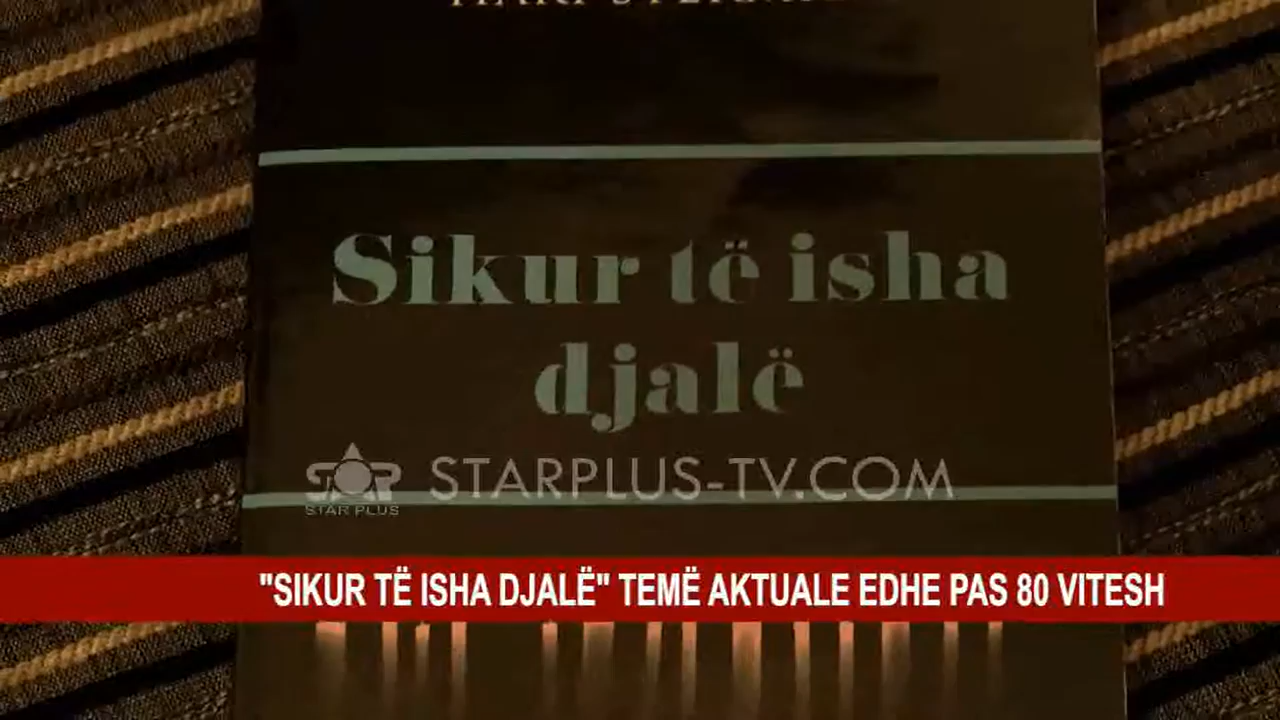 Sikur të isha
djalë
STARPLUS-TV.COM
STAR PLUS
"SIKUR TË ISHA DJALË" TEMË AKTUALE EDHE PAS 80 VITESH